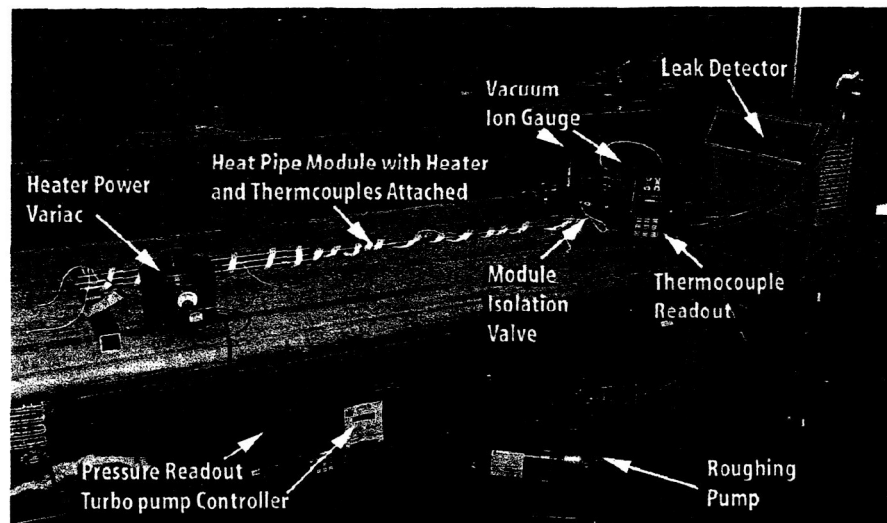 Leak Detector
Vacuum
Ion Gauge
Heat Pipe Module with Heater
and Thermcouples Attached
Heater Power
Variac
Module
Isolation
Valve
Thermocouple
Readout
Pressure Readout
Turbo pump Controller
Roughing
Pump